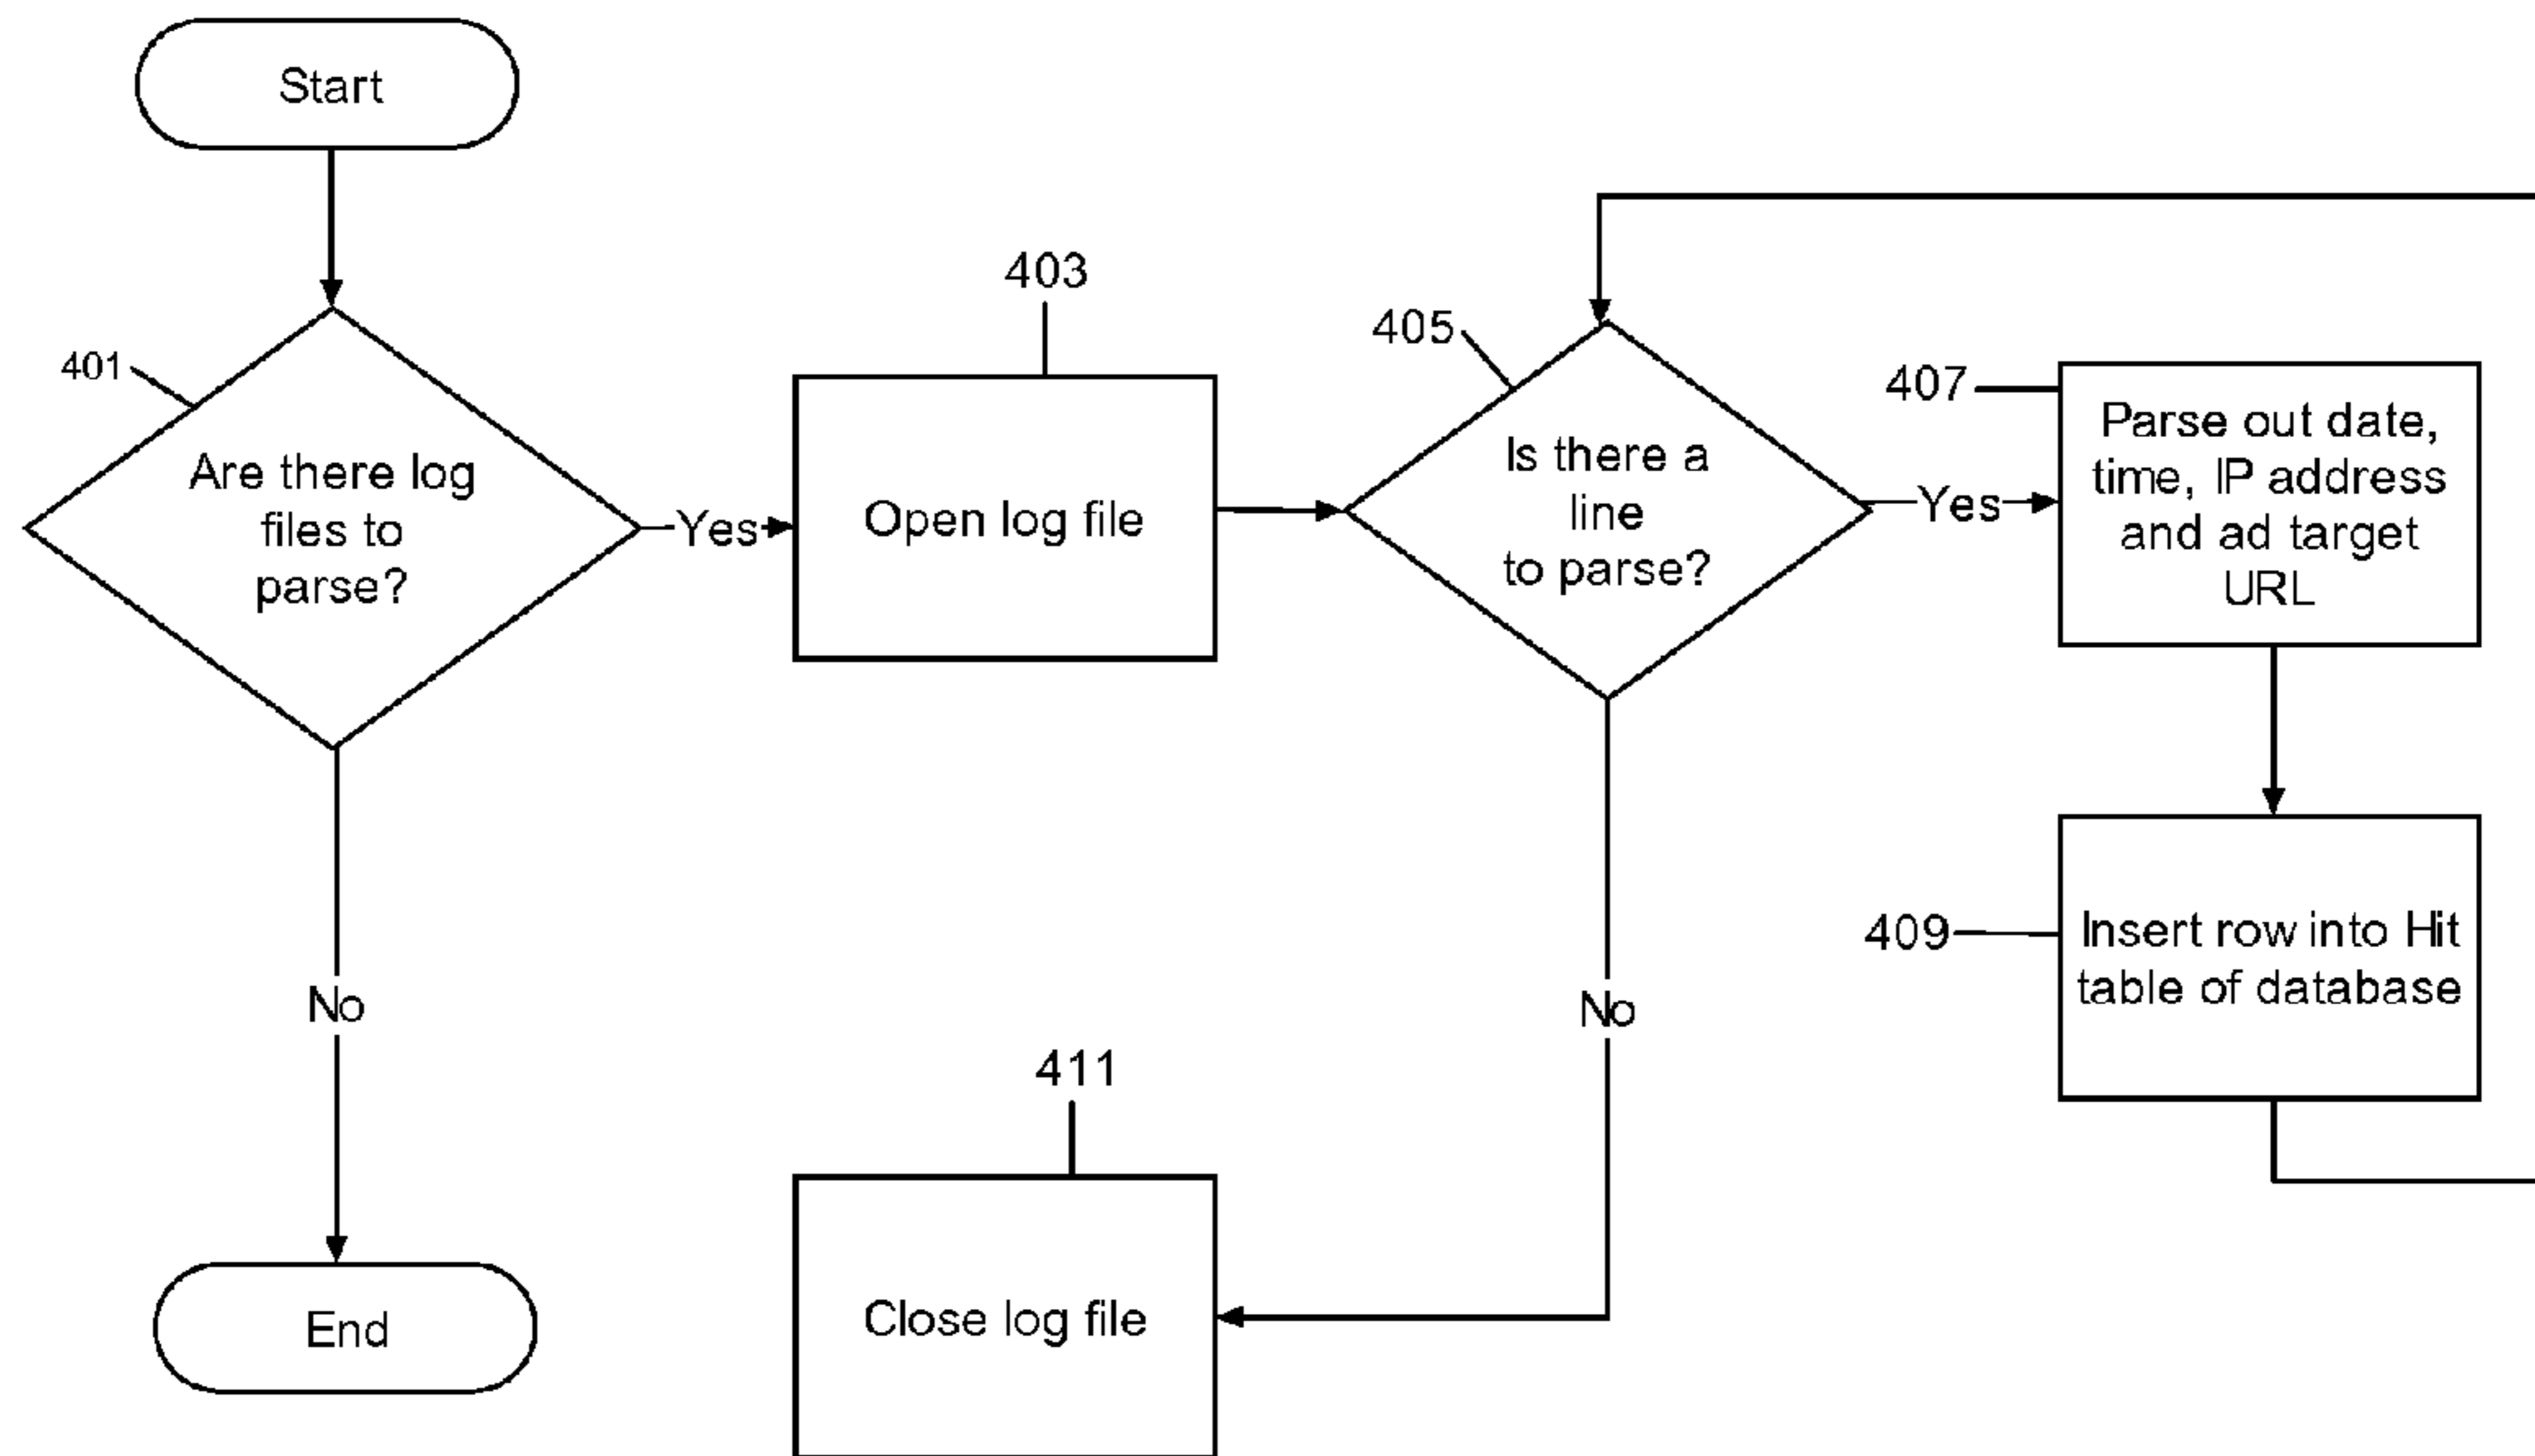 Start
401
Are there log
files to
parse?
Yes
403
Open log file
405
Is there a
line
to parse?
Yes
407
Parse out date,
time, IP address
and ad target
URL
409
Insert row into Hit
table of database
No
No
411
Close log file
End